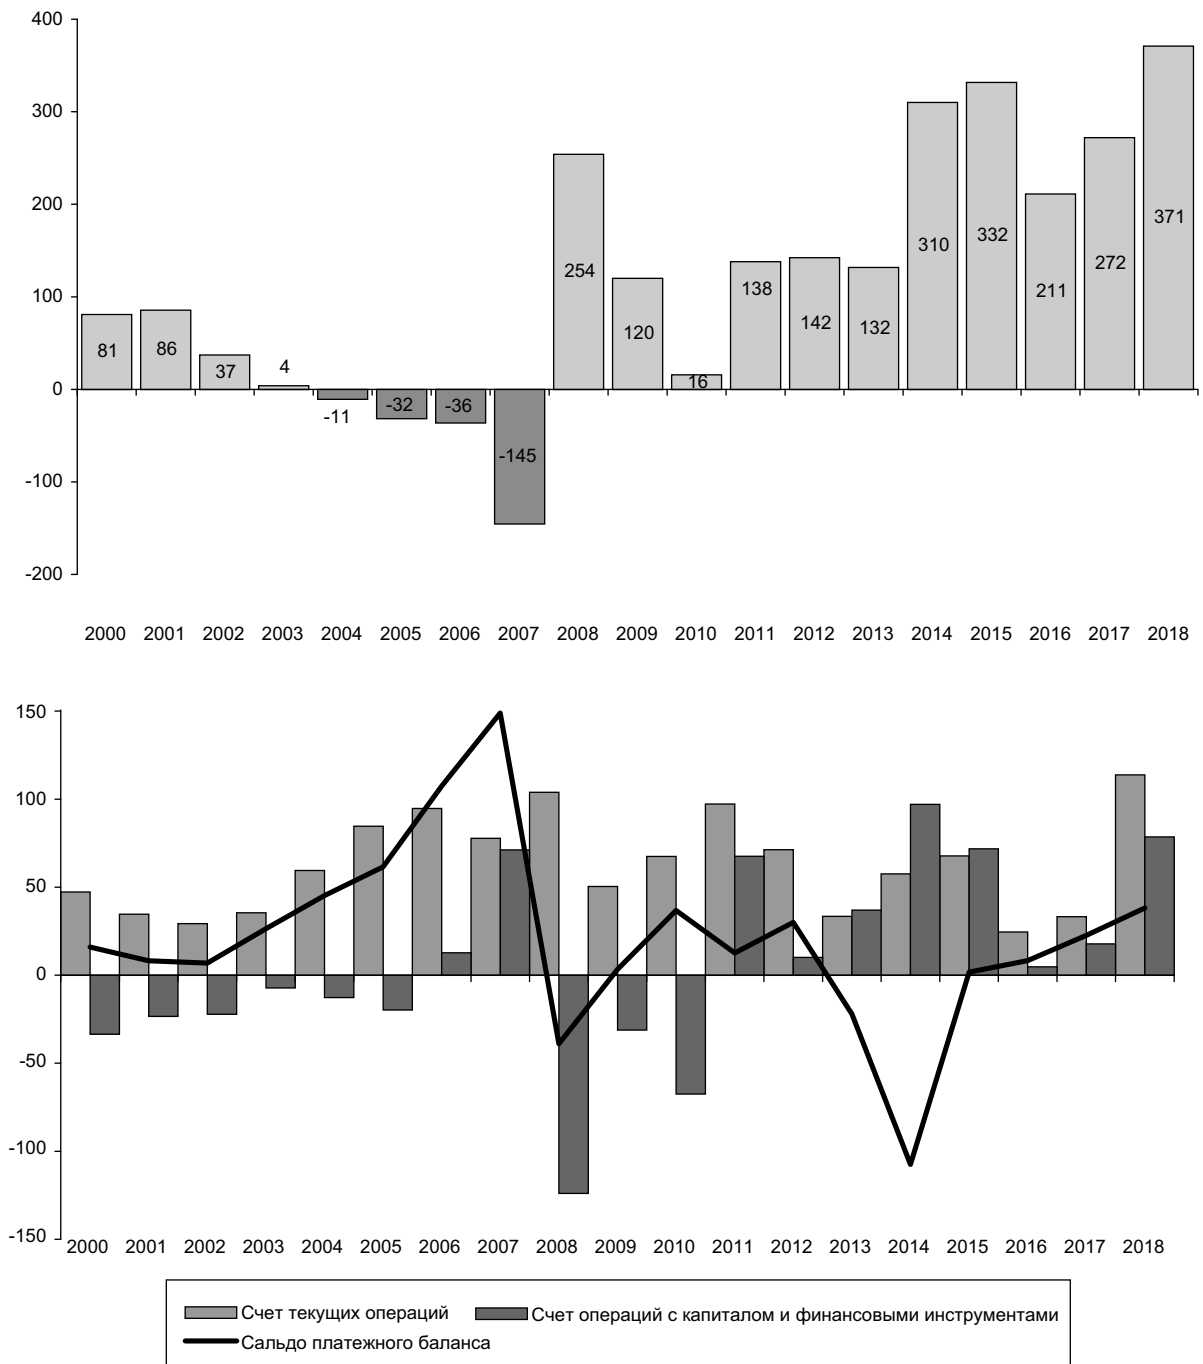 400
300
200
100
0
-100
-200
81 86 37 4 -11 -32 -36 -145 254 120 16 138 142 132 310 332 211 272 371
2000 2001 2002 2003 2004 2005 2006 2007 2008 2009 2010 2011 2012 2013 2014 2015 2016 2017 2018
150
100
50
0
-50
-100
-150
2000 2001 2002 2003 2004 2005 2006 2007 2008 2009 2010 2011 2012 2013 2014 2015 2016 2017 2018
Счет текущих операций Счет операций с капиталом и финансовыми инструментами
Сальдо платежного баланса